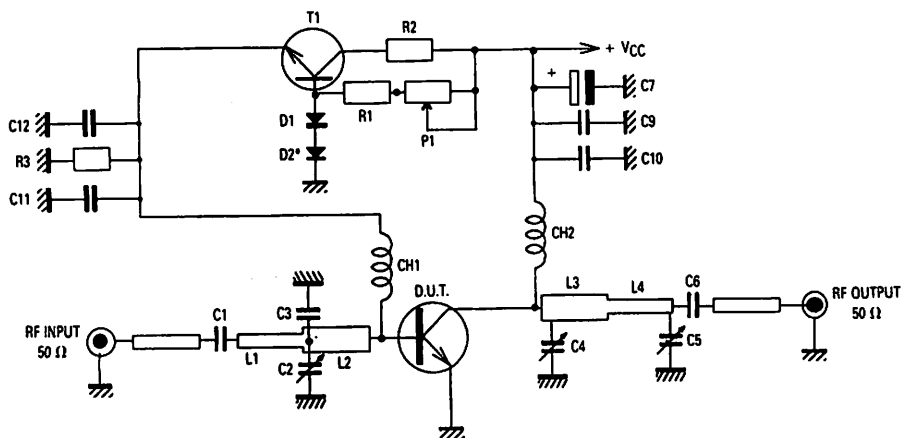 T1
R2
+ VCC
+
C7
R1
P1
C9
D1
C12
D2*
C10
R3
C11
CH1
CH2
D.U.T.
L3
L4
C6
RF OUTPUT
50 Ω
C3
C1
RF INPUT
50 Ω
L1
C2
L2
C4
C5